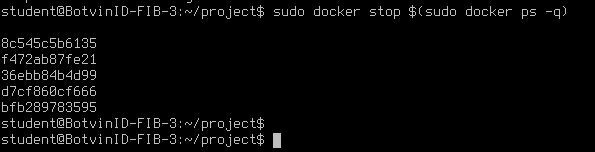 student@BotvinID-FIB-3:~/project$ sudo docker stop $(sudo docker ps -q)
8c545c5b6135
f472ab87fe21
36ebb84b4d99
d7cf860cf666
bfb289783595
student@BotvinID-FIB-3:~/project$
student@BotvinID-FIB-3:~/project$